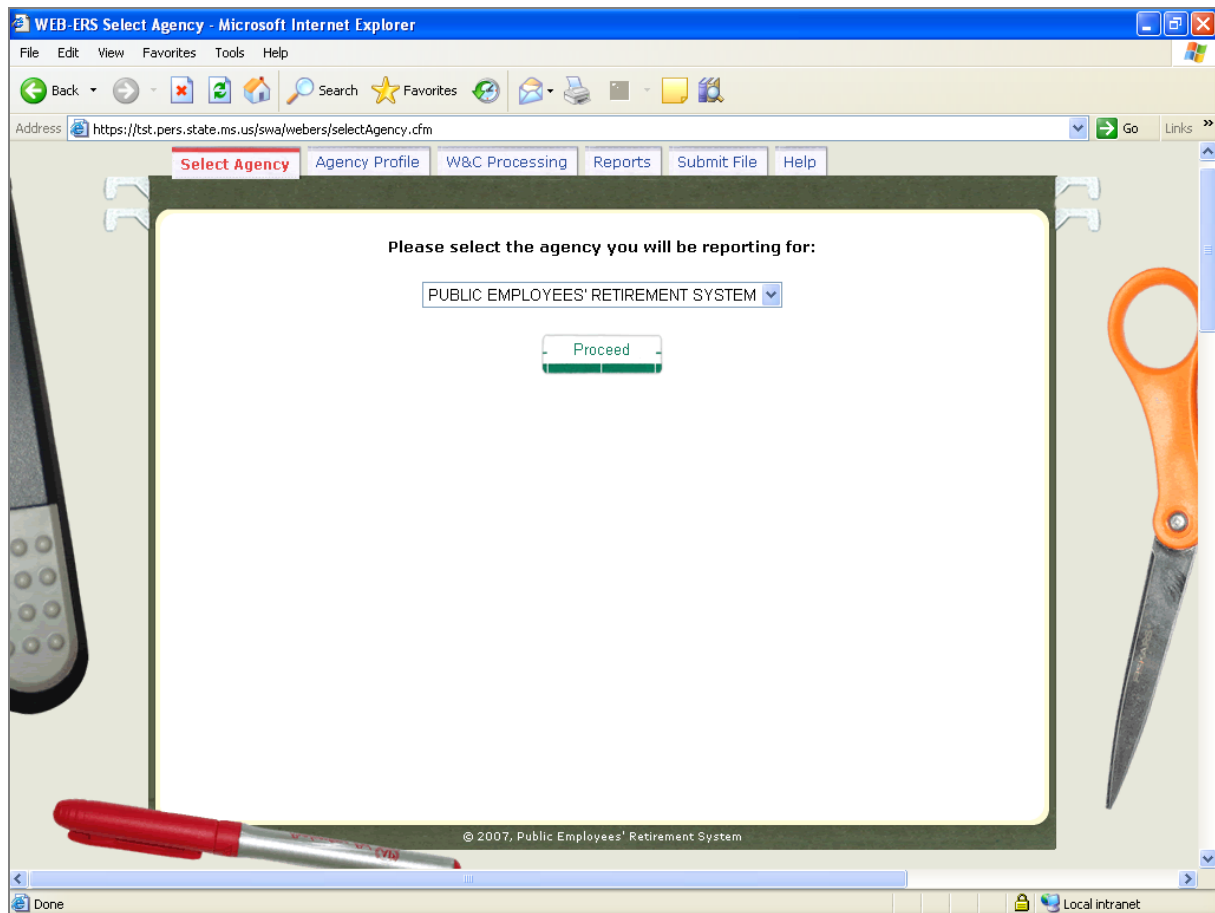 WEB-ERS Select Agency - Microsoft Internet Explorer
File Edit View Favorites Tools Help
Back Search Favorites
Address https://tst.pers.state.ms.us/swa/webers/selectAgency.cfm Go Links »
Select Agency Agency Profile W&C Processing Reports Submit File Help
Please select the agency you will be reporting for:
PUBLIC EMPLOYEES' RETIREMENT SYSTEM
Proceed
© 2007, Public Employees' Retirement System
Done Local intranet